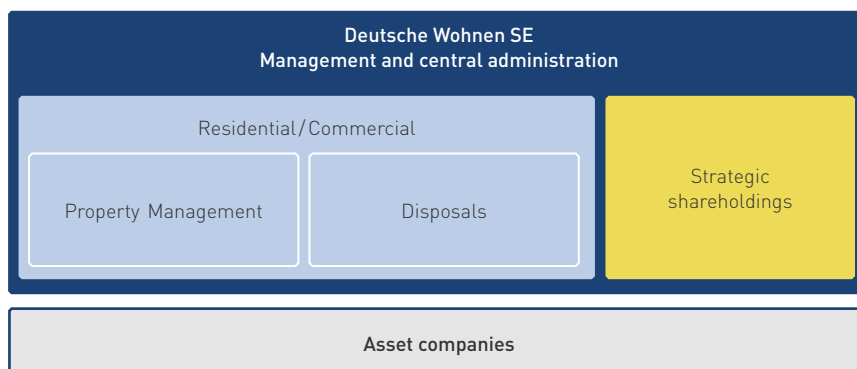 Deutsche Wohnen SE
Management and central administration
Residential/Commercial
Property Management
Disposals
Strategic
shareholdings
Asset companies